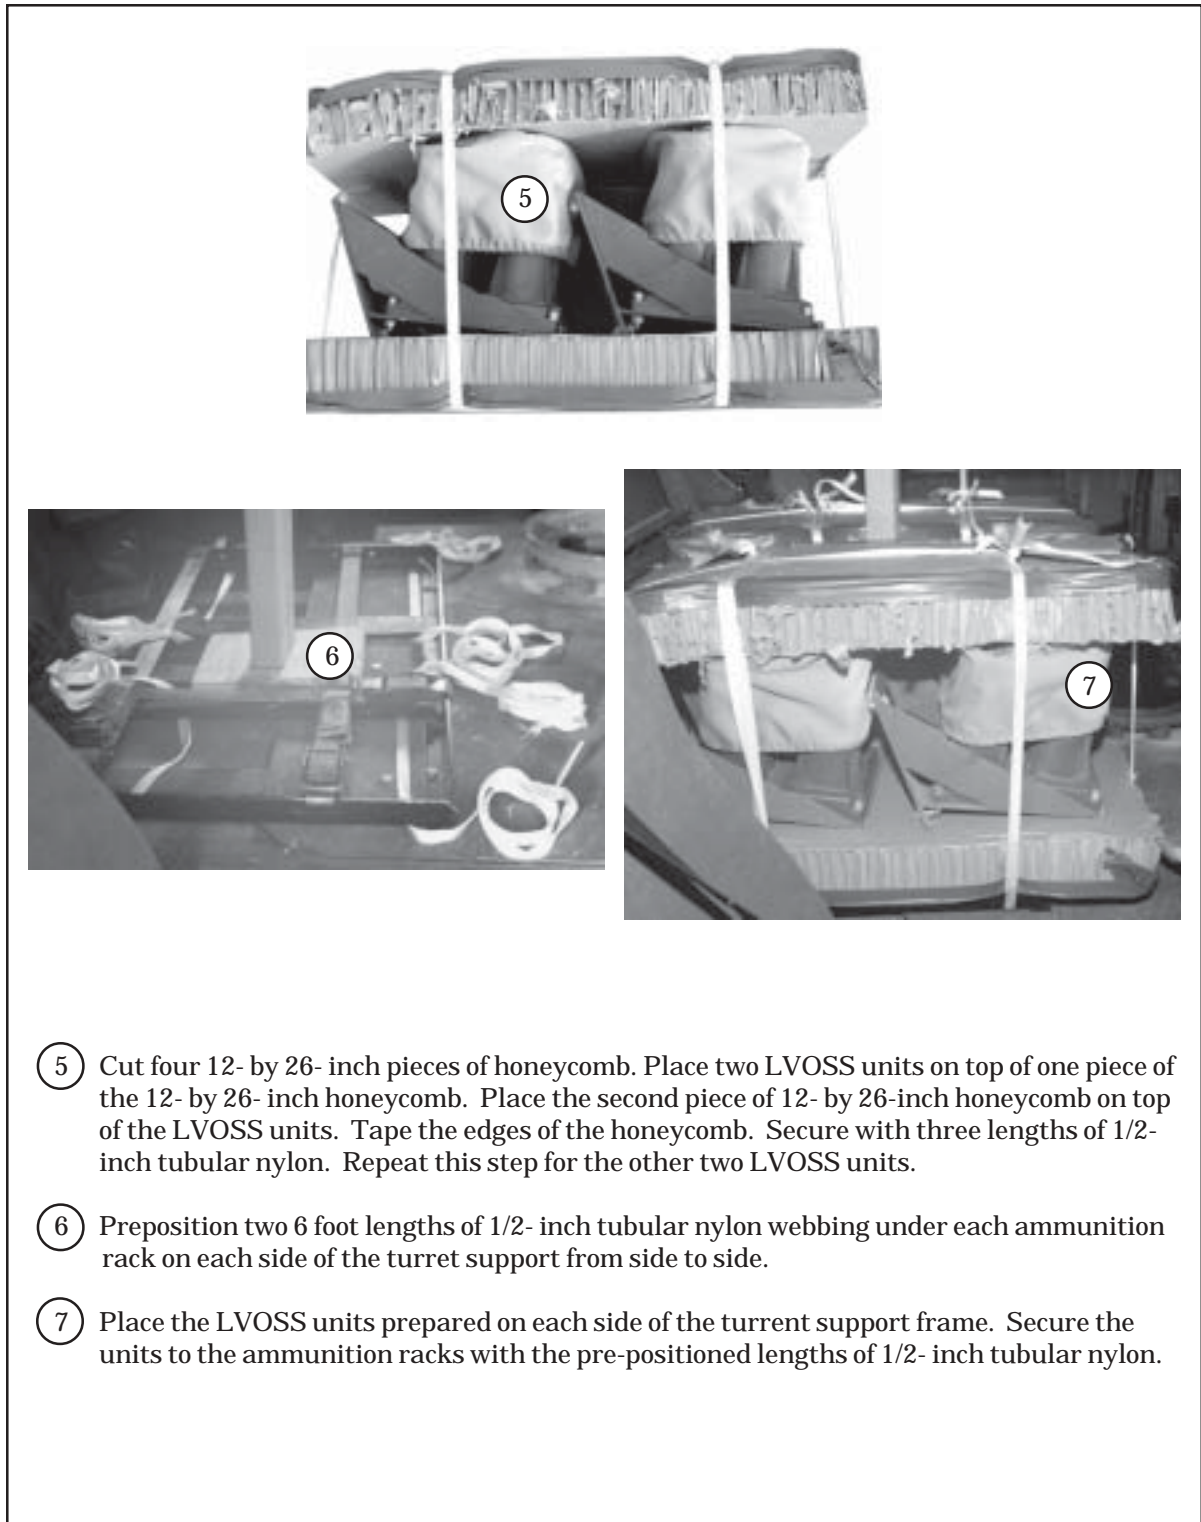 5
6
7
5 Cut four 12- by 26- inch pieces of honeycomb. Place two LVOSS units on top of one piece of
the 12- by 26- inch honeycomb. Place the second piece of 12- by 26-inch honeycomb on top
of the LVOSS units. Tape the edges of the honeycomb. Secure with three lengths of 1/2-
inch tubular nylon. Repeat this step for the other two LVOSS units.
6 Preposition two 6 foot lengths of 1/2- inch tubular nylon webbing under each ammunition
rack on each side of the turret support from side to side.
7 Place the LVOSS units prepared on each side of the turrent support frame. Secure the
units to the ammunition racks with the pre-positioned lengths of 1/2- inch tubular nylon.